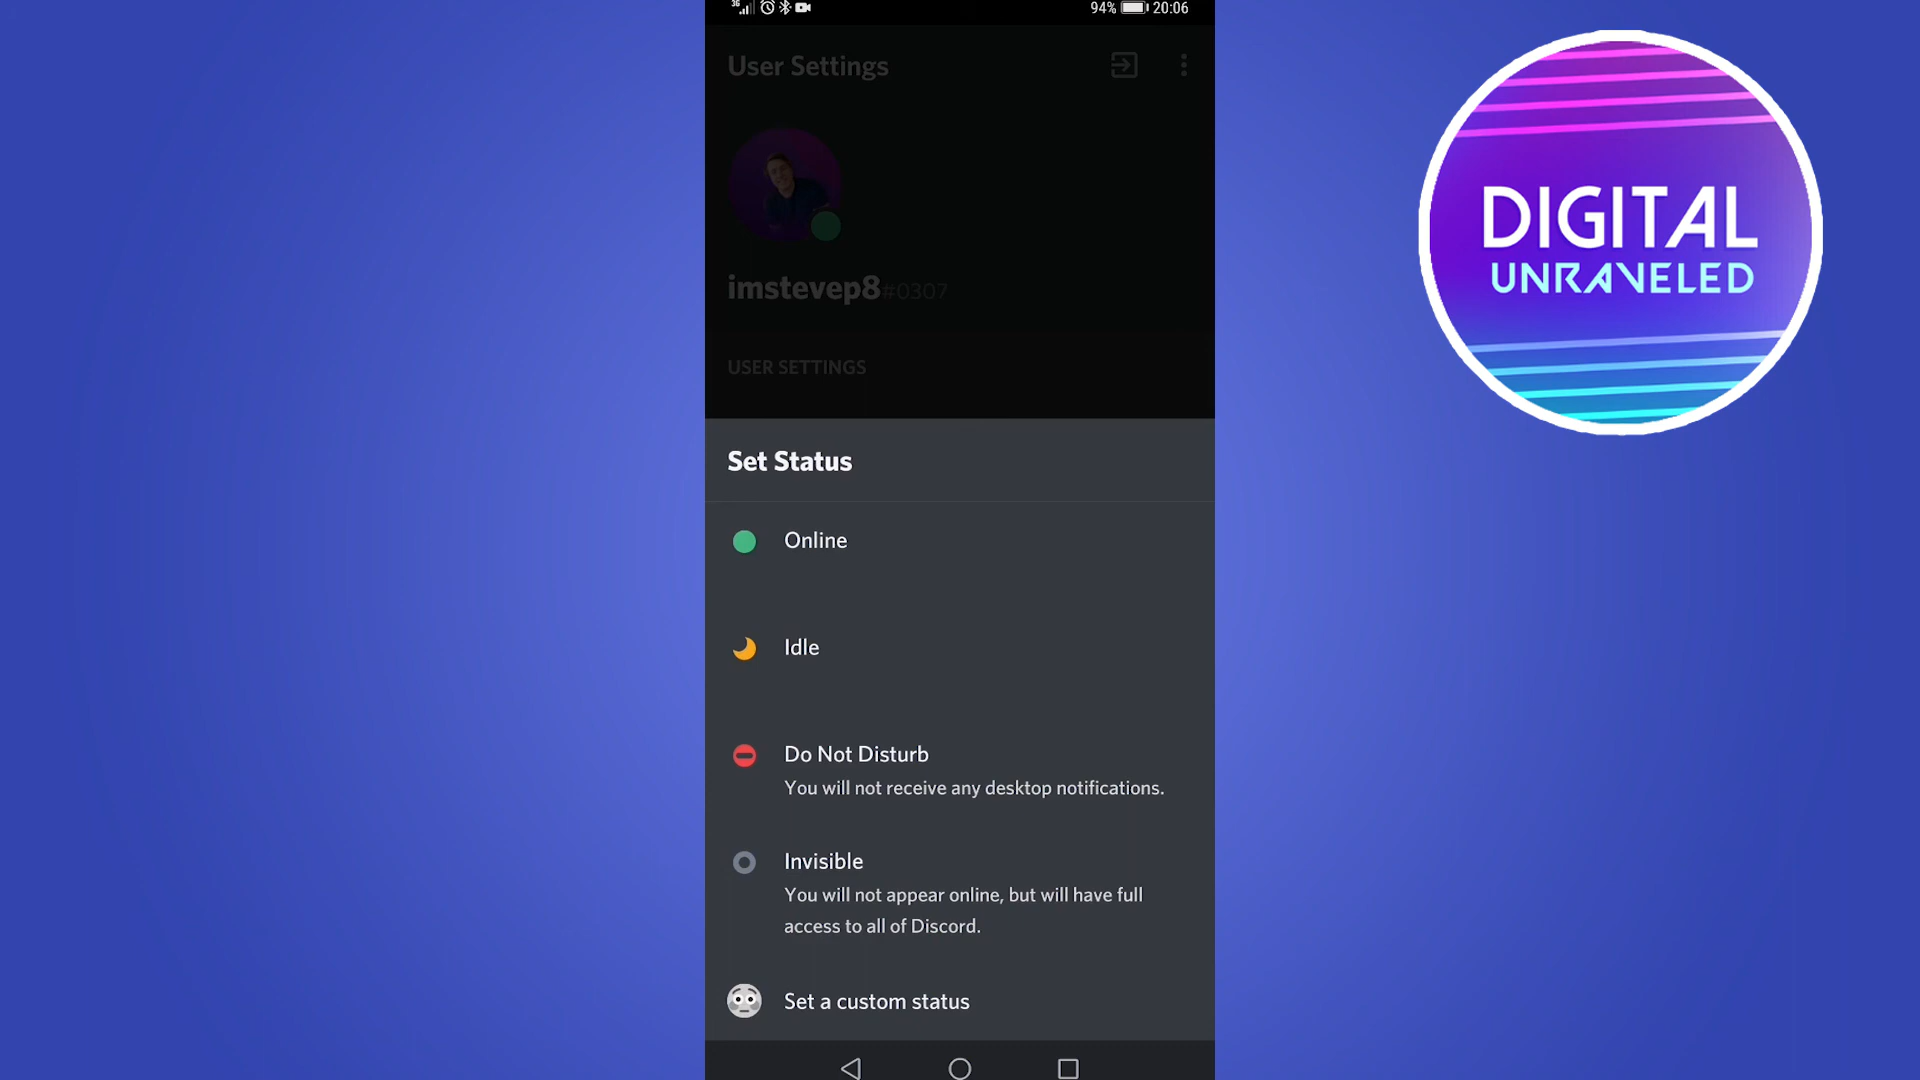 3G
94% 20:06
User Settings
imstevep8#0307
USER SETTINGS
Set Status
Online
Idle
Do Not Disturb
You will not receive any desktop notifications.
Invisible
You will not appear online, but will have full
access to all of Discord.
Set a custom status
DIGITAL
UNRAVELED